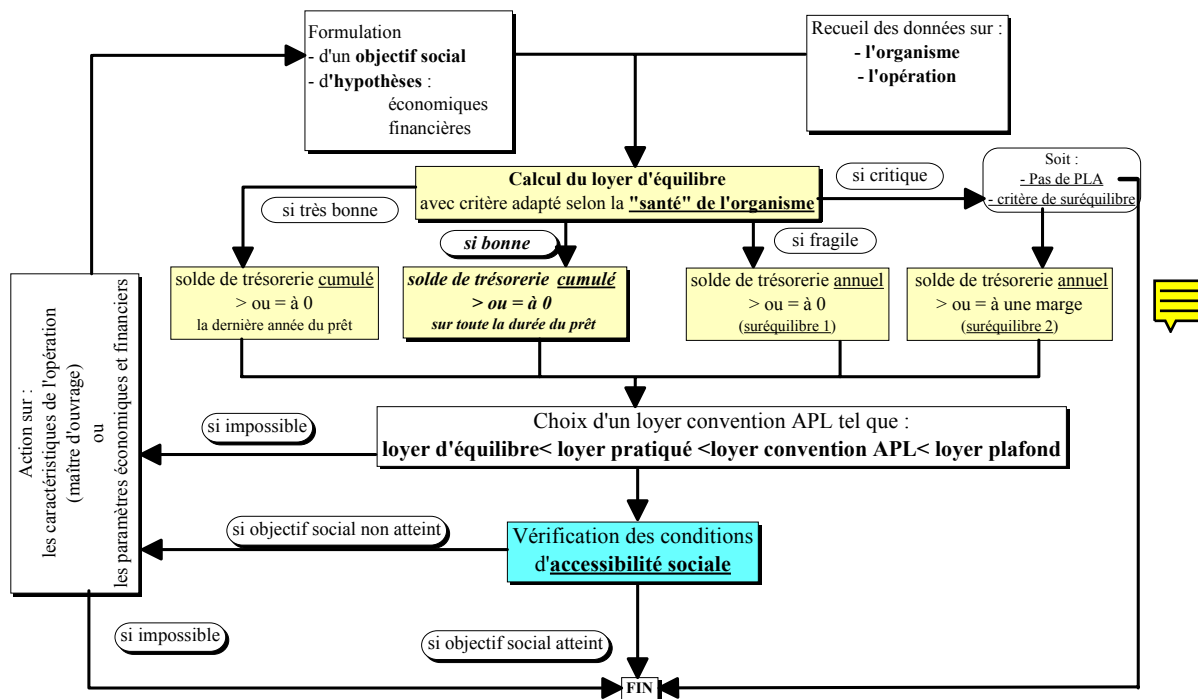 Formulation
- d'un objectif social
- d'hypothèses :
économiques
financières
Recueil des données sur :
- l'organisme
- l'opération
Calcul du loyer d'équilibre
avec critère adapté selon la "santé" de l'organisme
si critique
Soit :
- Pas de PLA
- critère de suréquilibre
si très bonne
si bonne
si fragile
solde de trésorerie cumulé
> ou = à 0
la dernière année du prêt
solde de trésorerie cumulé
> ou = à 0
sur toute la durée du prêt
solde de trésorerie annuel
> ou = à 0
(suréquilibre 1)
solde de trésorerie annuel
> ou = à une marge
(suréquilibre 2)
Action sur :
les caractéristiques de l'opération
(maître d'ouvrage)
ou
les paramètres économiques et financiers
si impossible
Choix d'un loyer convention APL tel que :
loyer d'équilibre< loyer pratiqué <loyer convention APL< loyer plafond
si objectif social non atteint
Vérification des conditions
d'accessibilité sociale
si impossible
si objectif social atteint
FIN